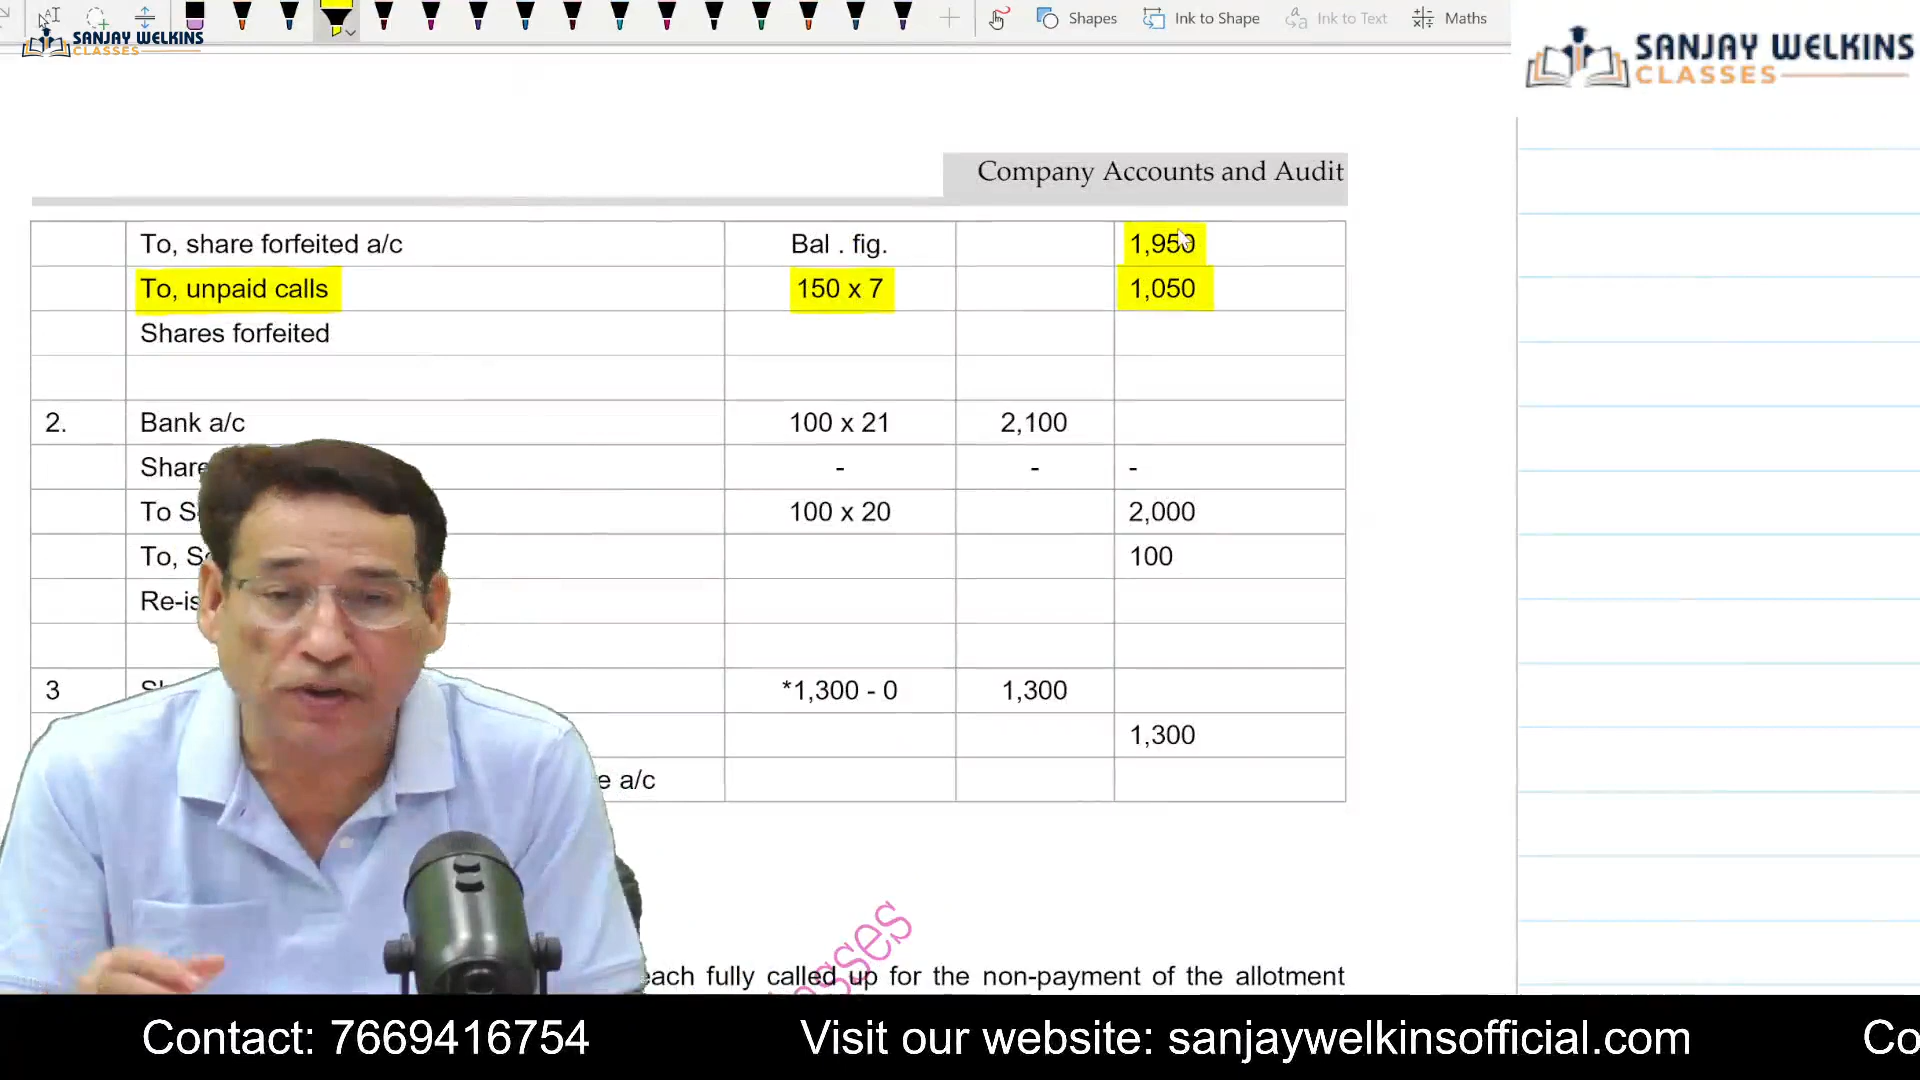 Shapes
Ink to Shape
Ink to Text
Maths
SANJAY WELKINS
CLASSES
SANJAY WELKINS
CLASSES
Company Accounts and Audit
To, share forfeited a/c Bal . fig. 1,950
To, unpaid calls 150 x 7 1,050
Shares forfeited
2. Bank a/c 100 x 21 2,100
Share - - -
To S 100 x 20 2,000
To, 100
Re-is
3 *1,300 - 0 1,300
1,300
a/c
each fully called up for the non-payment of the allotment
Contact: 7669416754 Visit our website: sanjaywelkinsofficial.com Co